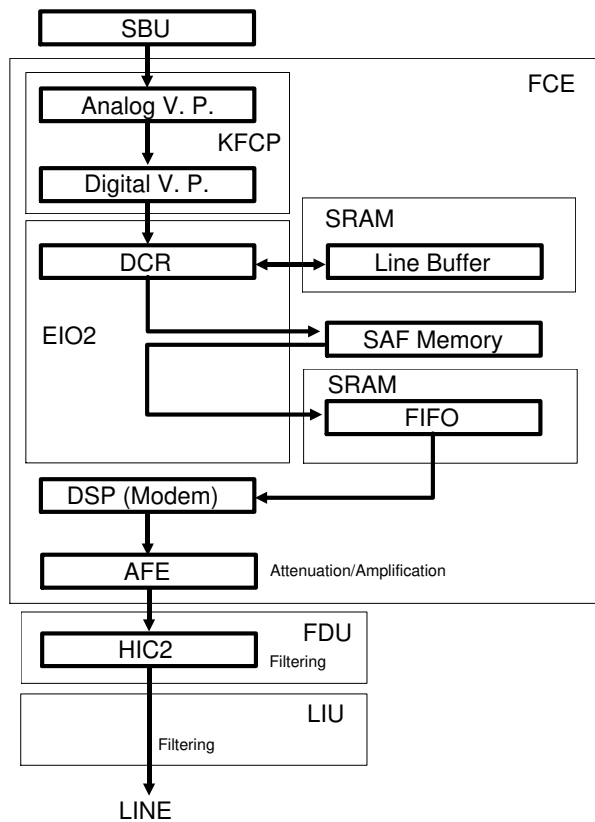 SBU
FCE
Analog V. P.
KFCP
Digital V. P.
SRAM
DCR
Line Buffer
EIO2
SAF Memory
SRAM
FIFO
DSP (Modem)
AFE
Attenuation/Amplification
FDU
HIC2
Filtering
LIU
Filtering
LINE